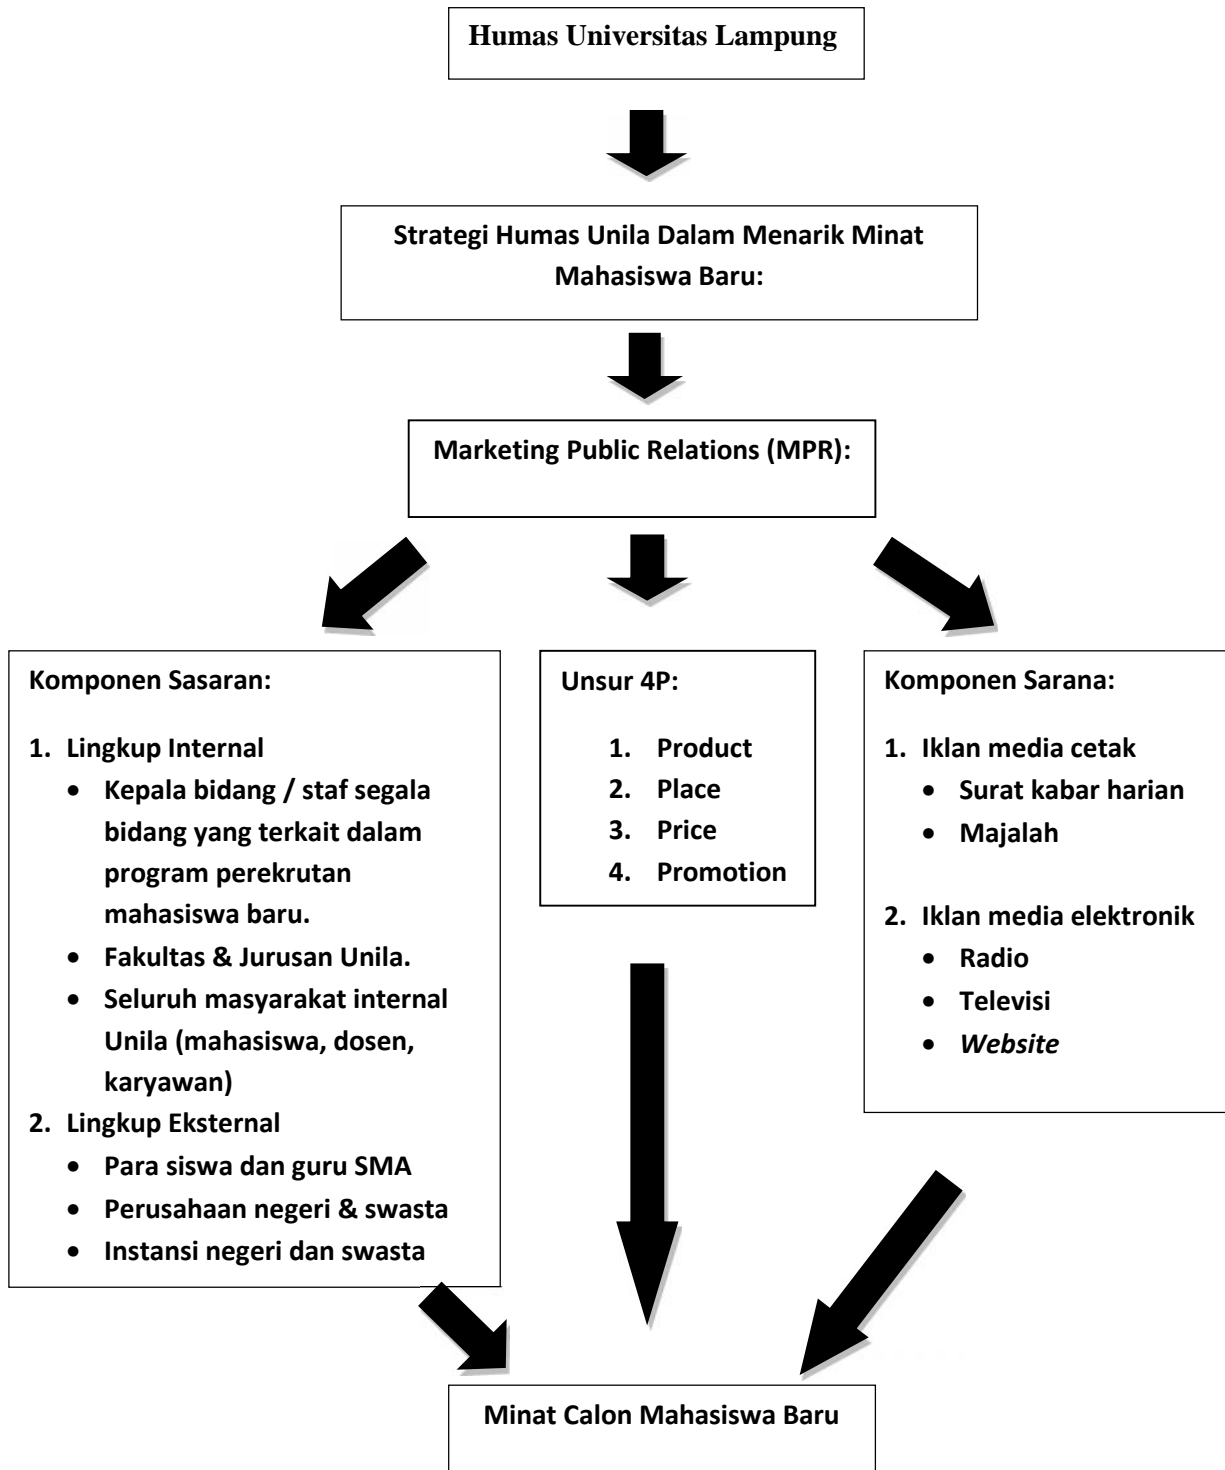 Humas Universitas Lampung
Strategi Humas Unila Dalam Menarik Minat
Mahasiswa Baru:
Marketing Public Relations (MPR):
Komponen Sasaran:
1. Lingkup Internal
• Kepala bidang / staf segala
bidang yang terkait dalam
program perekrutan
mahasiswa baru.
• Fakultas & Jurusan Unila.
• Seluruh masyarakat internal
Unila (mahasiswa, dosen,
karyawan)
2. Lingkup Eksternal
• Para siswa dan guru SMA
• Perusahaan negeri & swasta
• Instansi negeri dan swasta
Unsur 4P:
1. Product
2. Place
3. Price
4. Promotion
Komponen Sarana:
1. Iklan media cetak
• Surat kabar harian
• Majalah
2. Iklan media elektronik
• Radio
• Televisi
• Website
Minat Calon Mahasiswa Baru